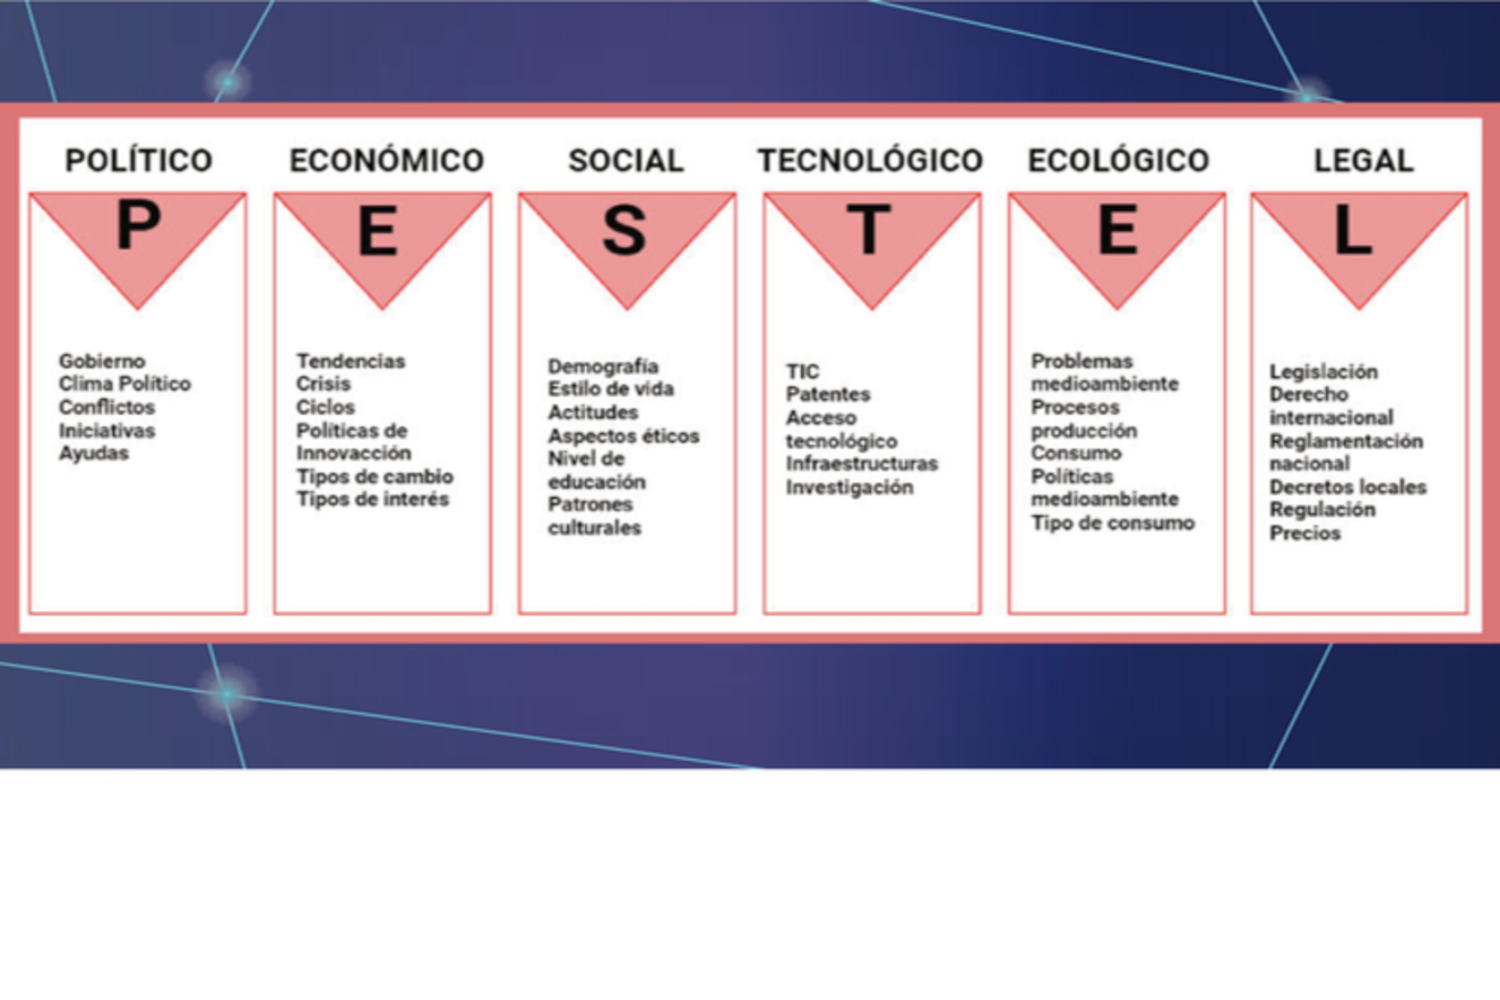 POLÍTICO
P
Gobierno
Clima Político
Conflictos
Iniciativas
Ayudas
ECONÓMICO
E
Tendencias
Crisis
Ciclos
Políticas de
Innovacción
Tipos de cambio
Tipos de interés
SOCIAL
S
Demografía
Estilo de vida
Actitudes
Aspectos éticos
Nivel de
educación
Patrones
culturales
TECNOLÓGICO
T
TIC
Patentes
Acceso
tecnológico
Infraestructuras
Investigación
ECOLÓGICO
E
Problemas
medioambiente
Procesos
producción
Consumo
Políticas
medioambiente
Tipo de consumo
LEGAL
L
Legislación
Derecho
internacional
Reglamentación
nacional
Decretos locales
Regulación
Precios